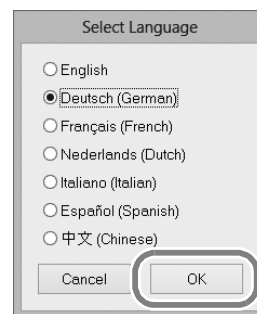 Select Language
English
Deutsch (German)
Français (French)
Nederlands (Dutch)
Italiano (Italian)
Español (Spanish)
中文 (Chinese)
Cancel OK